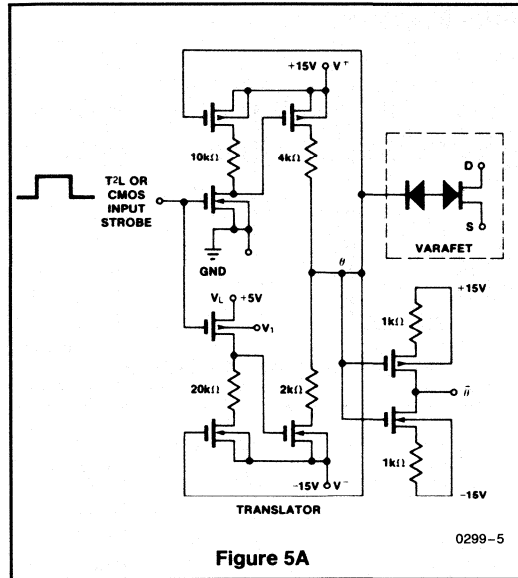 +15V V+
10kΩ
4kΩ
T²L OR
CMOS
INPUT
STROBE
GND
D
S
VARAFET
θ
+15V
1kΩ
VL +5V
V1
θ̄
20kΩ
2kΩ
1kΩ
-15V V-
-15V
TRANSLATOR
0299-5
Figure 5A